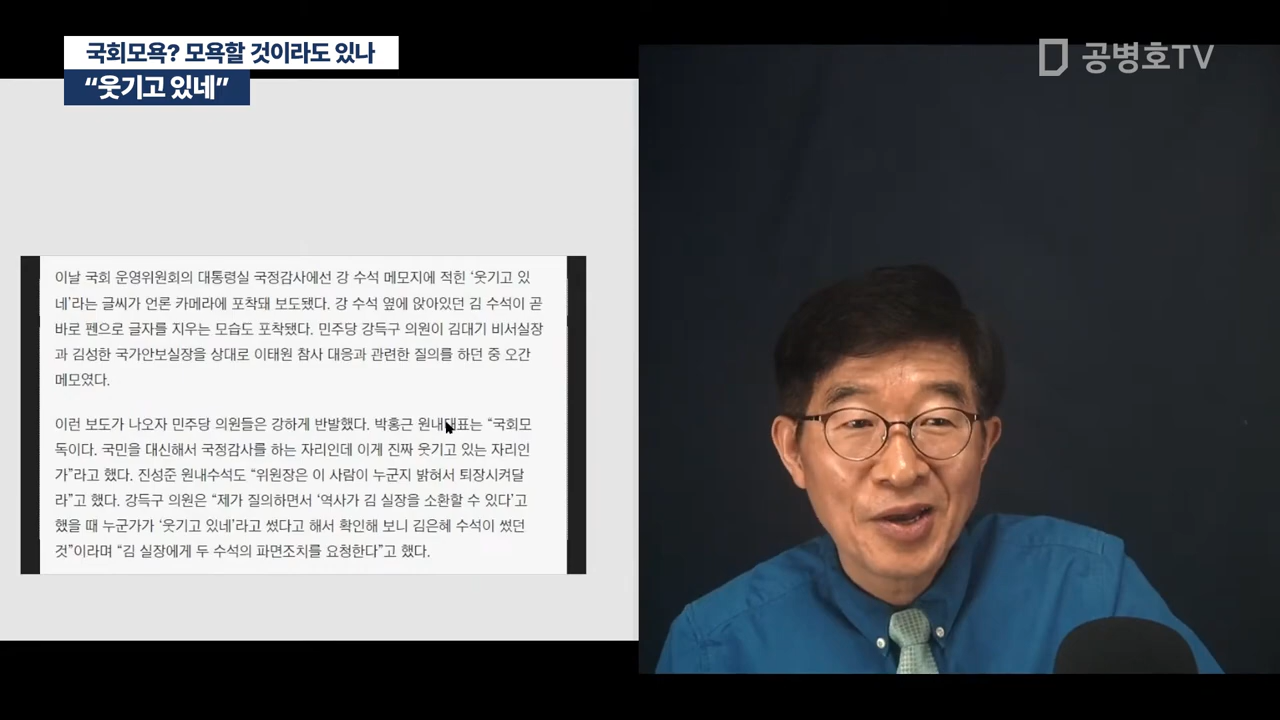 국회모욕? 모욕할 것이라도 있나
“웃기고 있네”
공병호TV
이날 국회 운영위원회의 대통령실 국정감사에선 강 수석 메모지에 적힌 ‘웃기고 있
네’라는 글씨가 언론 카메라에 포착돼 보도됐다. 강 수석 옆에 앉아있던 김 수석이 곧
바로 펜으로 글자를 지우는 모습도 포착됐다. 민주당 강득구 의원이 김대기 비서실장
과 김성한 국가안보실장을 상대로 이태원 참사 대응과 관련한 질의를 하던 중 오간
메모였다.
이런 보도가 나오자 민주당 의원들은 강하게 반발했다. 박홍근 원내대표는 “국회모
독이다. 국민을 대신해서 국정감사를 하는 자리인데 이게 진짜 웃기고 있는 자리인
가”라고 했다. 진성준 원내수석도 “위원장은 이 사람이 누군지 밝혀서 퇴장시켜달
라”고 했다. 강득구 의원은 “제가 질의하면서 ‘역사가 김 실장을 소환할 수 있다’고
했을 때 누군가가 ‘웃기고 있네’라고 썼다고 해서 확인해 보니 김은혜 수석이 썼던
것”이라며 “김 실장에게 두 수석의 파면조치를 요청한다”고 했다.